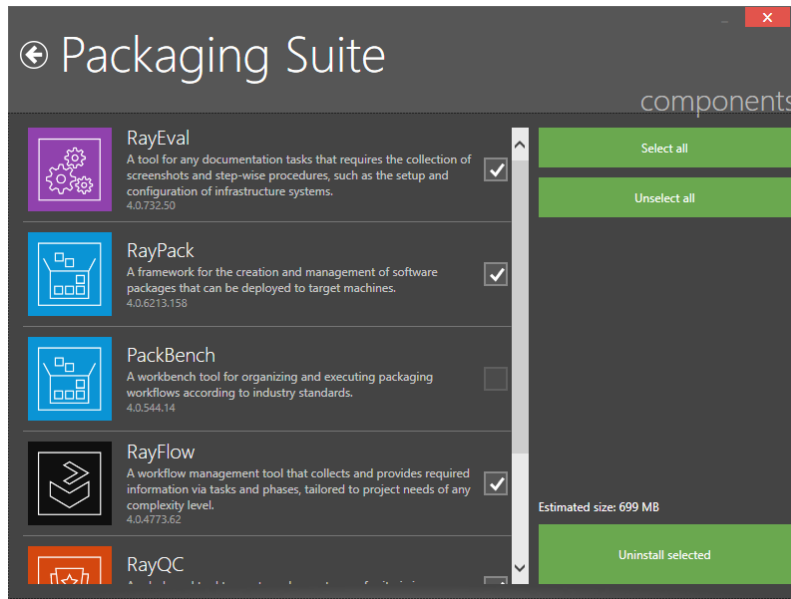 Packaging Suite
components
RayEval
A tool for any documentation tasks that requires the collection of
screenshots and step-wise procedures, such as the setup and
configuration of infrastructure systems.
4.0.732.50
RayPack
A framework for the creation and management of software
packages that can be deployed to target machines.
4.0.6213.158
PackBench
A workbench tool for organizing and executing packaging
workflows according to industry standards.
4.0.544.14
RayFlow
A workflow management tool that collects and provides required
information via tasks and phases, tailored to project needs of any
complexity level.
4.0.4773.62
RayQC
Select all
Unselect all
Estimated size: 699 MB
Uninstall selected